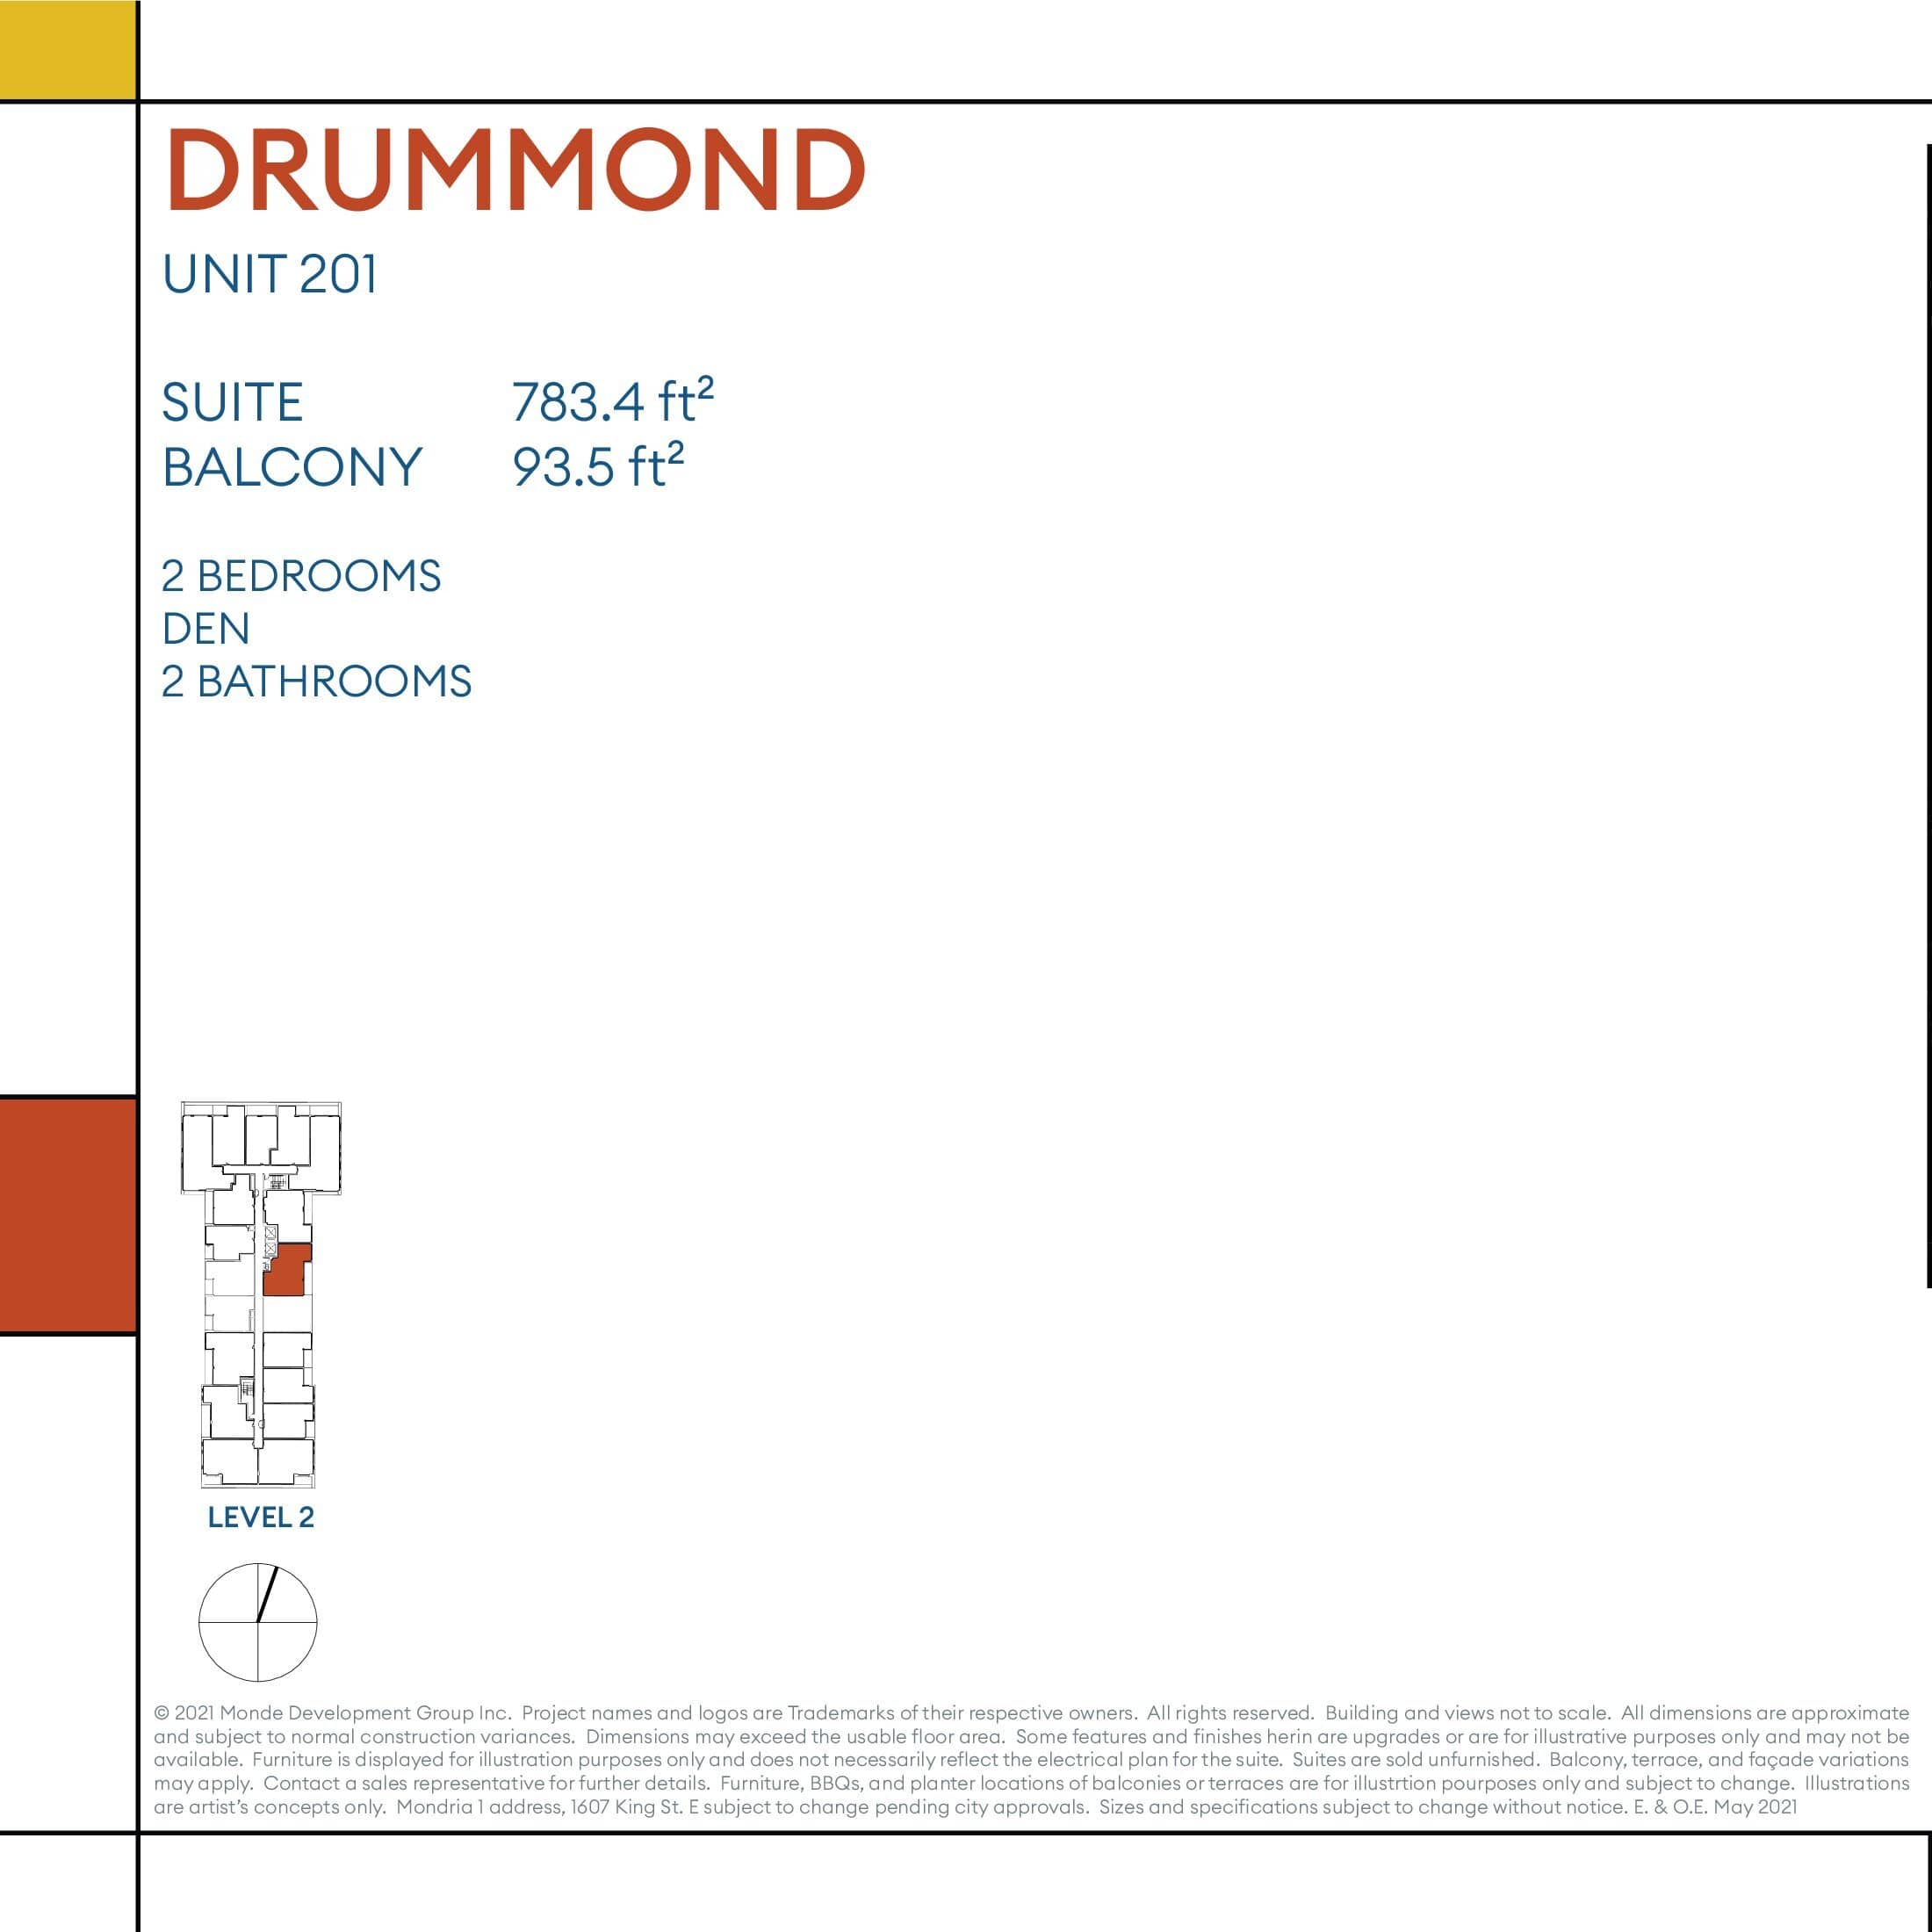 DRUMMOND
UNIT 201
SUITE 783.4 ft²
BALCONY 93.5 ft²
2 BEDROOMS
DEN
2 BATHROOMS
LEVEL 2
© 2021 Monde Development Group Inc. Project names and logos are Trademarks of their respective owners. All rights reserved. Building and views not to scale. All dimensions are approximate
and subject to normal construction variances. Dimensions may exceed the usable floor area. Some features and finishes herin are upgrades or are for illustrative purposes only and may not be
available. Furniture is displayed for illustration purposes only and does not necessarily reflect the electrical plan for the suite. Suites are sold unfurnished. Balcony, terrace, and façade variations
may apply. Contact a sales representative for further details. Furniture, BBQs, and planter locations of balconies or terraces are for illustrtion pourposes only and subject to change. Illustrations
are artist's concepts only. Mondria 1 address, 1607 King St. E subject to change pending city approvals. Sizes and specifications subject to change without notice. E. & O.E. May 2021